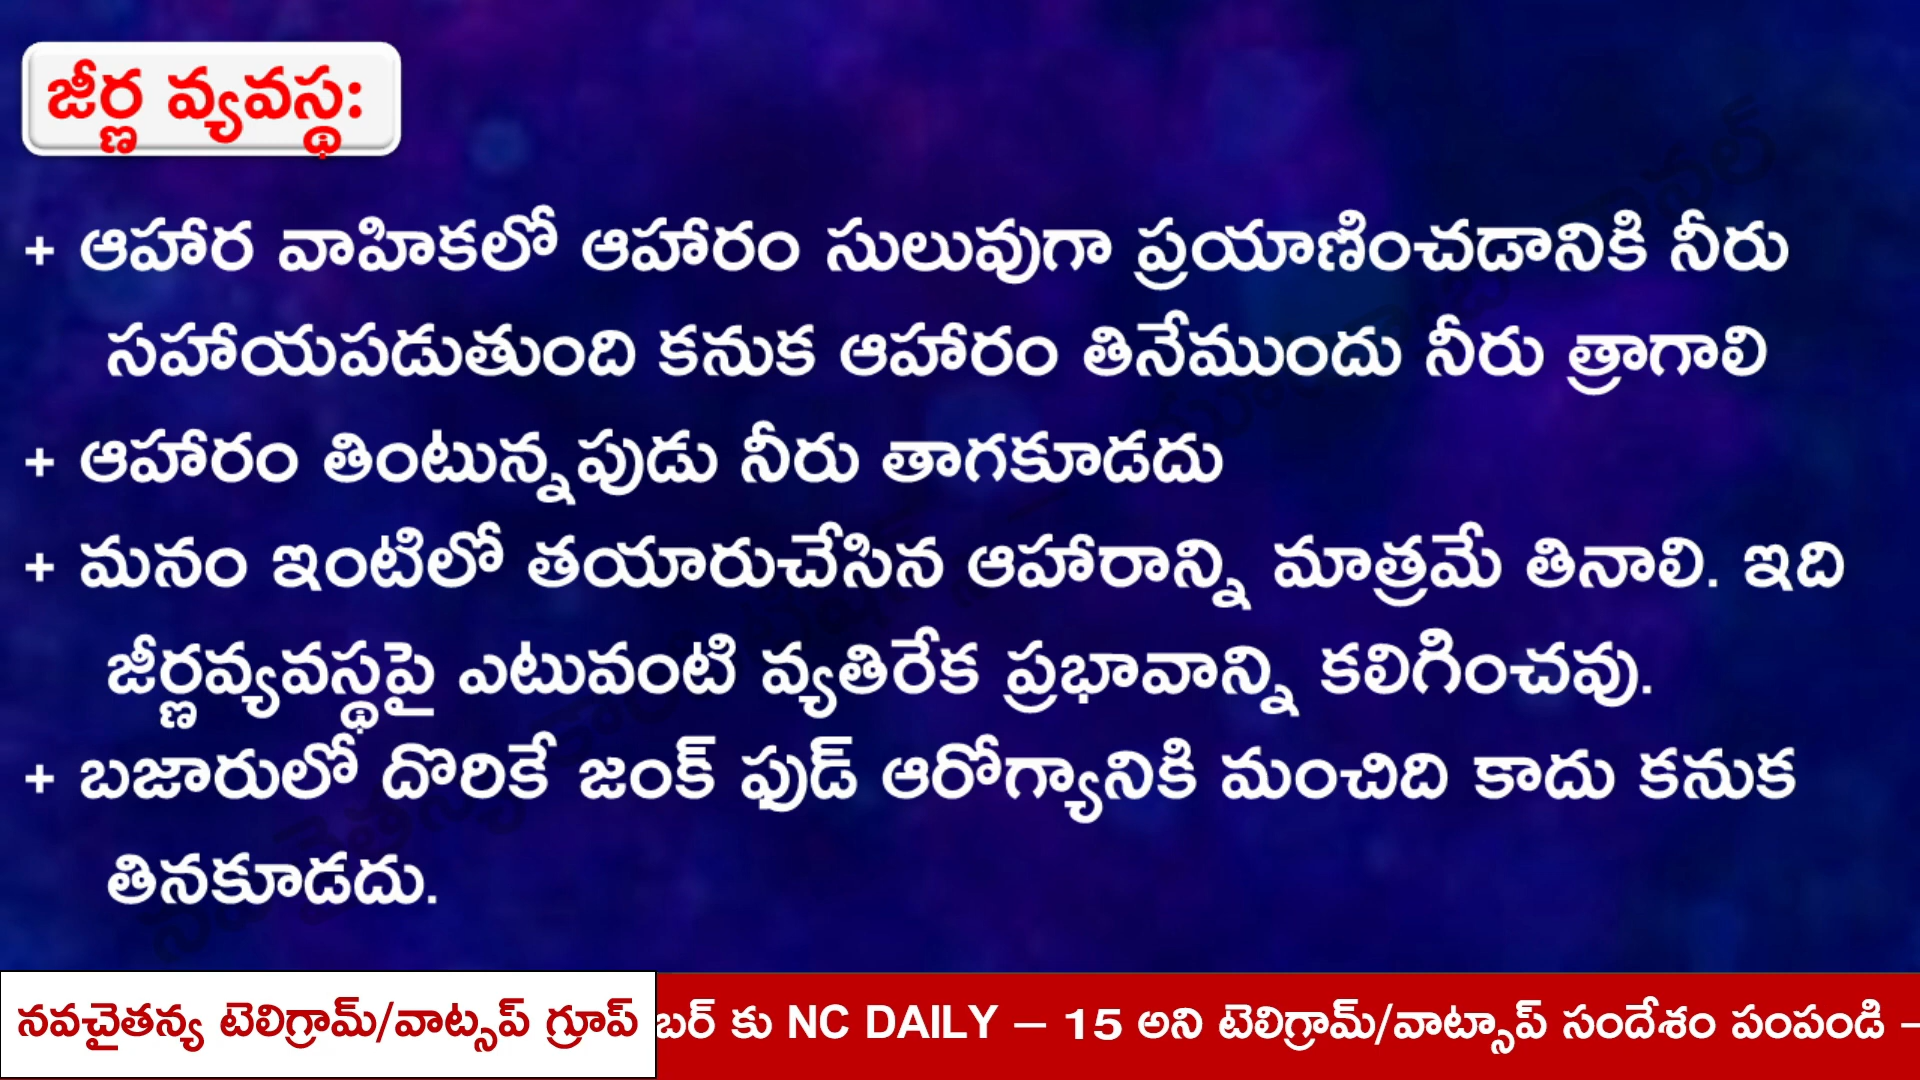 జీర్ణ వ్యవస్థ:
+ ఆహార వాహికలో ఆహారం సులువుగా ప్రయాణించడానికి నీరు
సహాయపడుతుంది కనుక ఆహారం తినేముందు నీరు త్రాగాలి
+ ఆహారం తింటున్నపుడు నీరు తాగకూడదు
+ మనం ఇంటిలో తయారుచేసిన ఆహారాన్ని మాత్రమే తినాలి. ఇది
జీర్ణవ్యవస్థపై ఎటువంటి వ్యతిరేక ప్రభావాన్ని కలిగించవు.
+ బజారులో దొరికే జంక్ ఫుడ్ ఆరోగ్యానికి మంచిది కాదు కనుక
తినకూడదు.
నవచైతన్య టెలిగ్రామ్/వాట్సప్ గ్రూప్ బర్ కు NC DAILY – 15 అని టెలిగ్రామ్/వాట్సాప్ సందేశం పంపండి –